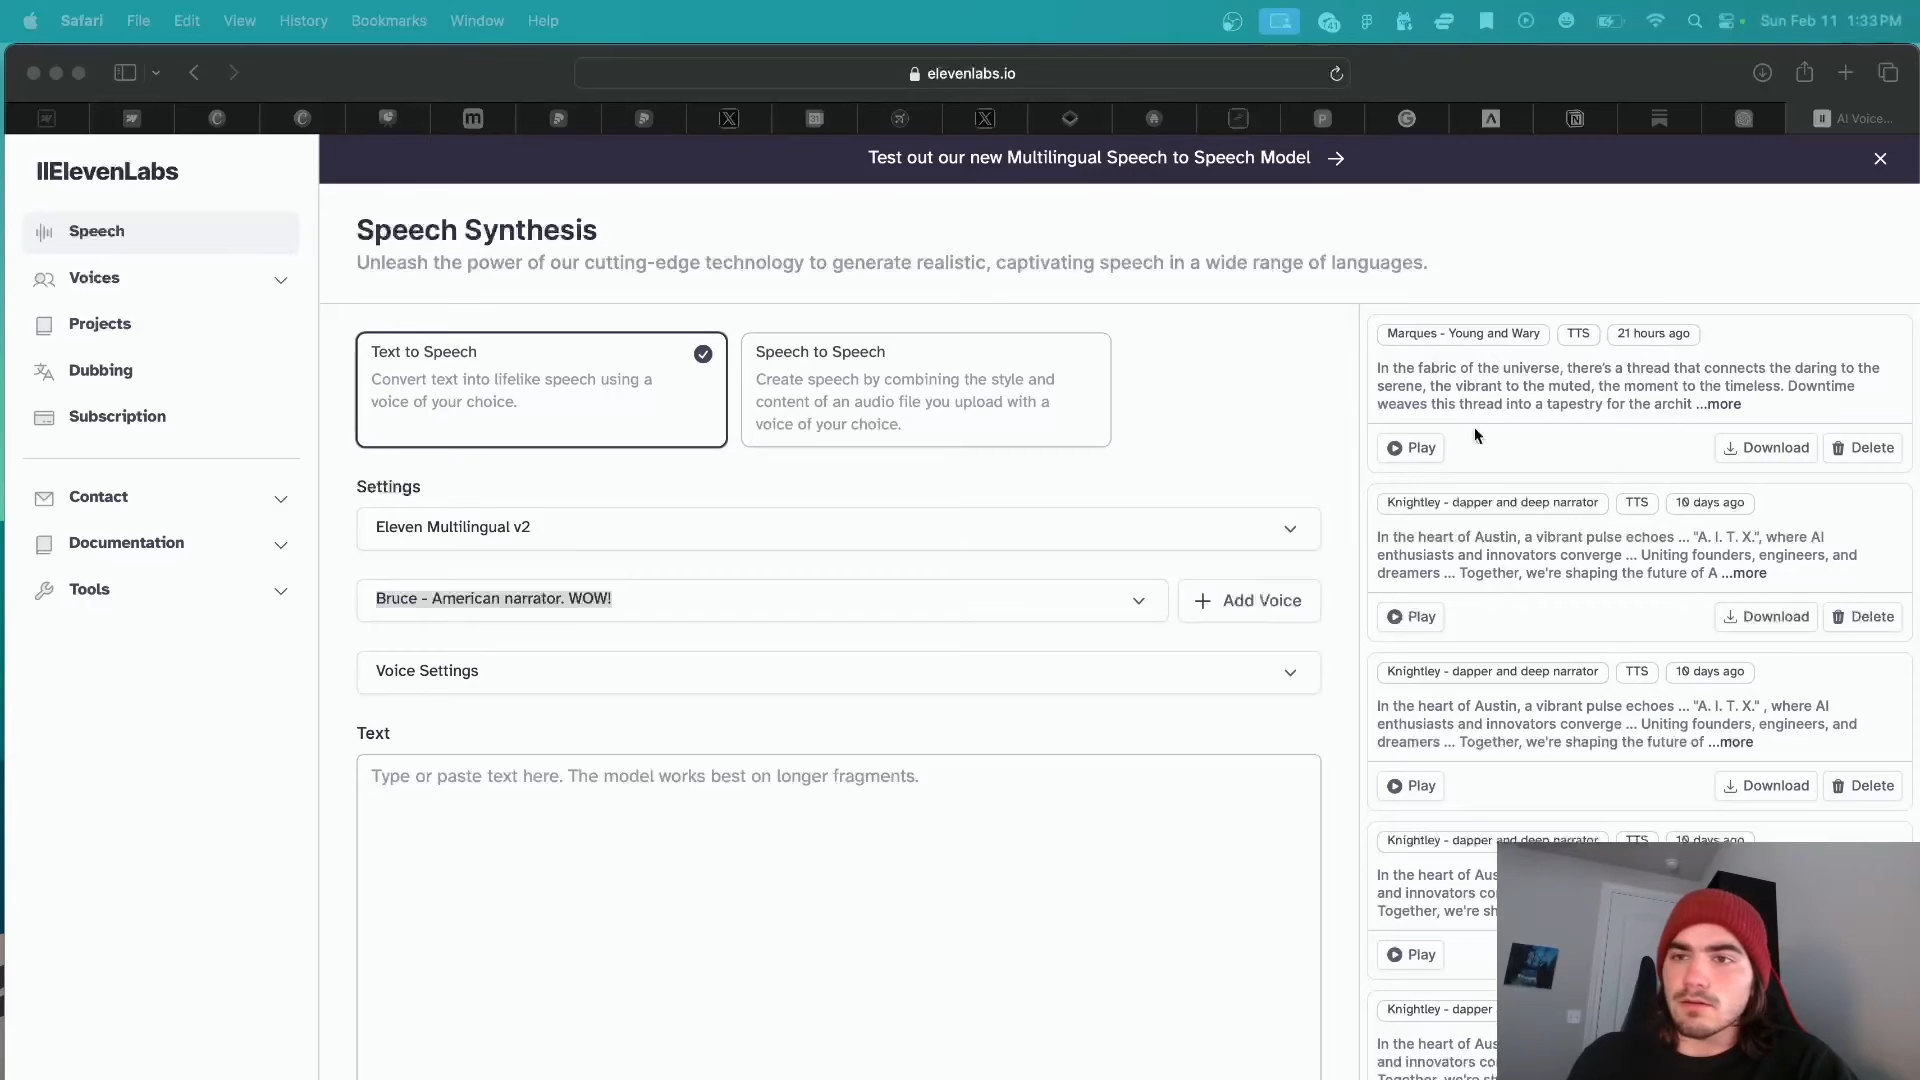 Safari File Edit View History Bookmarks Window Help
41
Sun Feb 11 1:33 PM
elevenlabs.io
AI Voice...
IIElevenLabs
Speech
Voices
Projects
Dubbing
Subscription
Contact
Documentation
Tools
Test out our new Multilingual Speech to Speech Model →
Speech Synthesis
Unleash the power of our cutting-edge technology to generate realistic, captivating speech in a wide range of languages.
Text to Speech
Convert text into lifelike speech using a
voice of your choice.
Speech to Speech
Create speech by combining the style and
content of an audio file you upload with a
voice of your choice.
Settings
Eleven Multilingual v2
Bruce - American narrator. WOW!
+ Add Voice
Voice Settings
Text
Type or paste text here. The model works best on longer fragments.
Marques - Young and Wary TTS 21 hours ago
In the fabric of the universe, there's a thread that connects the daring to the
serene, the vibrant to the muted, the moment to the timeless. Downtime
weaves this thread into a tapestry for the archit ...more
Play Download Delete
Knightley - dapper and deep narrator TTS 10 days ago
In the heart of Austin, a vibrant pulse echoes ... "A. I. T. X.", where AI
enthusiasts and innovators converge ... Uniting founders, engineers, and
dreamers ... Together, we're shaping the future of A ...more
Play Download Delete
Knightley - dapper and deep narrator TTS 10 days ago
In the heart of Austin, a vibrant pulse echoes ... "A. I. T. X." , where AI
enthusiasts and innovators converge ... Uniting founders, engineers, and
dreamers ... Together, we're shaping the future of ...more
Play Download Delete
Knightley - dapper and deep narrator TTS 10 days ago
In the heart of Aus
and innovators co
Together, we're sh
Play
Knightley - dapper
In the heart of Aus
and innovators co